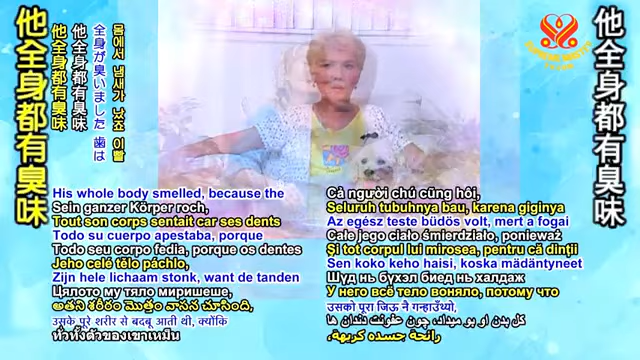 他全身都有臭味
他全身都有臭味
他全身都有臭味
全身が臭いました 歯は
몸에서 냄새가 났죠 이빨
SUPREME MASTER
TV
他全身都有臭味
His whole body smelled, because the
Sein ganzer Körper roch,
Tout son corps sentait car ses dents
Todo su cuerpo apestaba, porque
Todo seu corpo fedia, porque os dentes
Jeho celé tělo páchlo,
Zijn hele lichaam stonk, want de tanden
Цялото му тяло миришеше,
అతని శరీరం మొత్తం వాసన చూసింది,
उसके पूरे शरीर से बदबू आती थी, क्योंकि
ทั่วทั้งตัวของเขาเหม็น
Cả người chú cũng hôi,
Seluruh tubuhnya bau, karena giginya
Az egész teste büdös volt, mert a fogai
Całe jego ciało śmierdziało, ponieważ
Şi tot corpul lui mirosea, pentru că dinţii
Sen koko keho haisi, koska mädäntyneet
Шүд нь бүхэл биед нь халдаж
У него всё тело воняло, потому что
उसको पूरा जिऊ नै गन्हाउँथ्यो,
کل بدن او بو میداد، چون عفونت دندان ها
رائحة جسده كريهة،